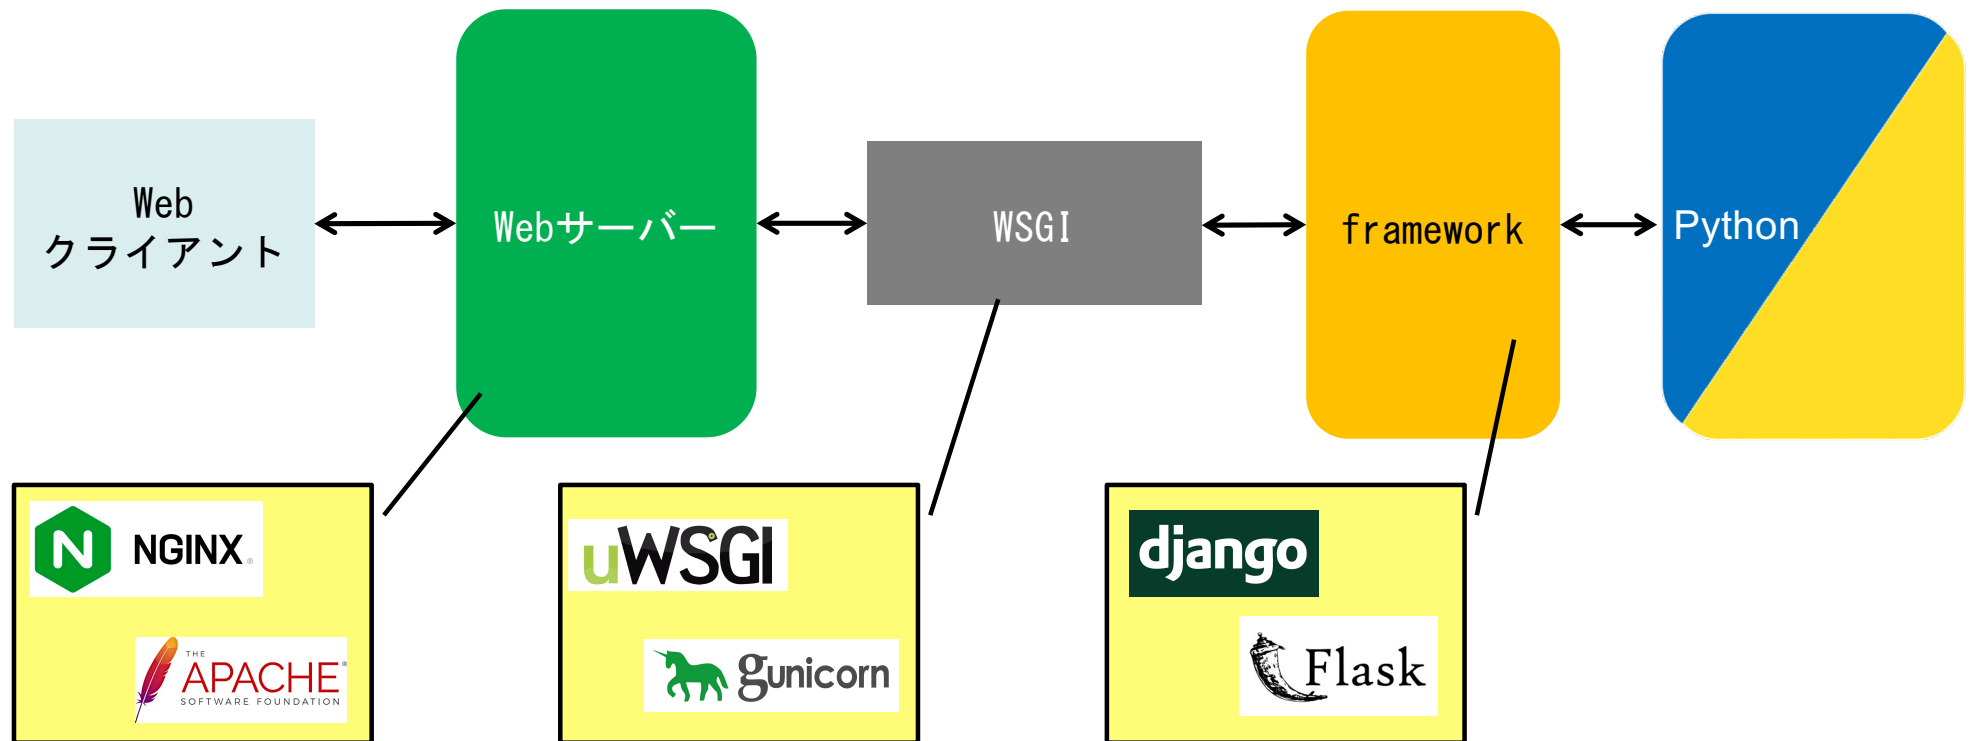 Web
クライアント
Webサーバー
WSGI
framework
Python
N NGINX®
THE
APACHE®
SOFTWARE FOUNDATION
uWSGI
gunicorn
django
Flask